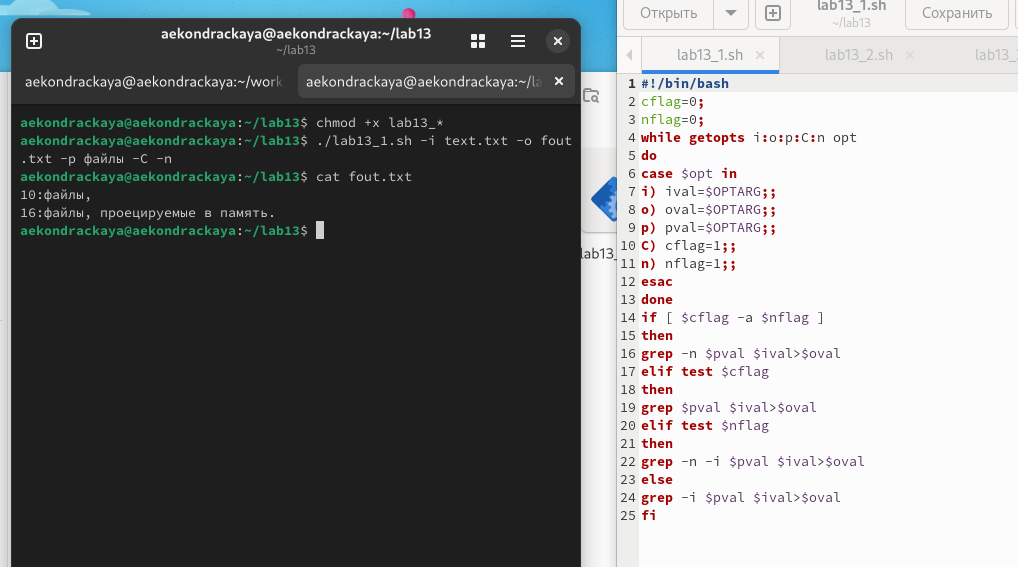 aekondrackaya@aekondrackaya:~/lab13
~/lab13
aekondrackaya@aekondrackaya:~/work
aekondrackaya@aekondrackaya:~/la
aekondrackaya@aekondrackaya:~/lab13$ chmod +x lab13_*
aekondrackaya@aekondrackaya:~/lab13$ ./lab13_1.sh -i text.txt -o fout
.txt -p файлы -C -n
aekondrackaya@aekondrackaya:~/lab13$ cat fout.txt
10:файлы,
16:файлы, проецируемые в память.
aekondrackaya@aekondrackaya:~/lab13$
lab13_
Открыть
lab13_1.sh
~/lab13
Сохранить
lab13_1.sh
lab13_2.sh
lab13_
1 #!/bin/bash
2 cflag=0;
3 nflag=0;
4 while getopts i:o:p:C:n opt
5 do
6 case $opt in
7 i) ival=$OPTARG;;
8 o) oval=$OPTARG;;
9 p) pval=$OPTARG;;
10 C) cflag=1;;
11 n) nflag=1;;
12 esac
13 done
14 if [ $cflag -a $nflag ]
15 then
16 grep -n $pval $ival>$oval
17 elif test $cflag
18 then
19 grep $pval $ival>$oval
20 elif test $nflag
21 then
22 grep -n -i $pval $ival>$oval
23 else
24 grep -i $pval $ival>$oval
25 fi